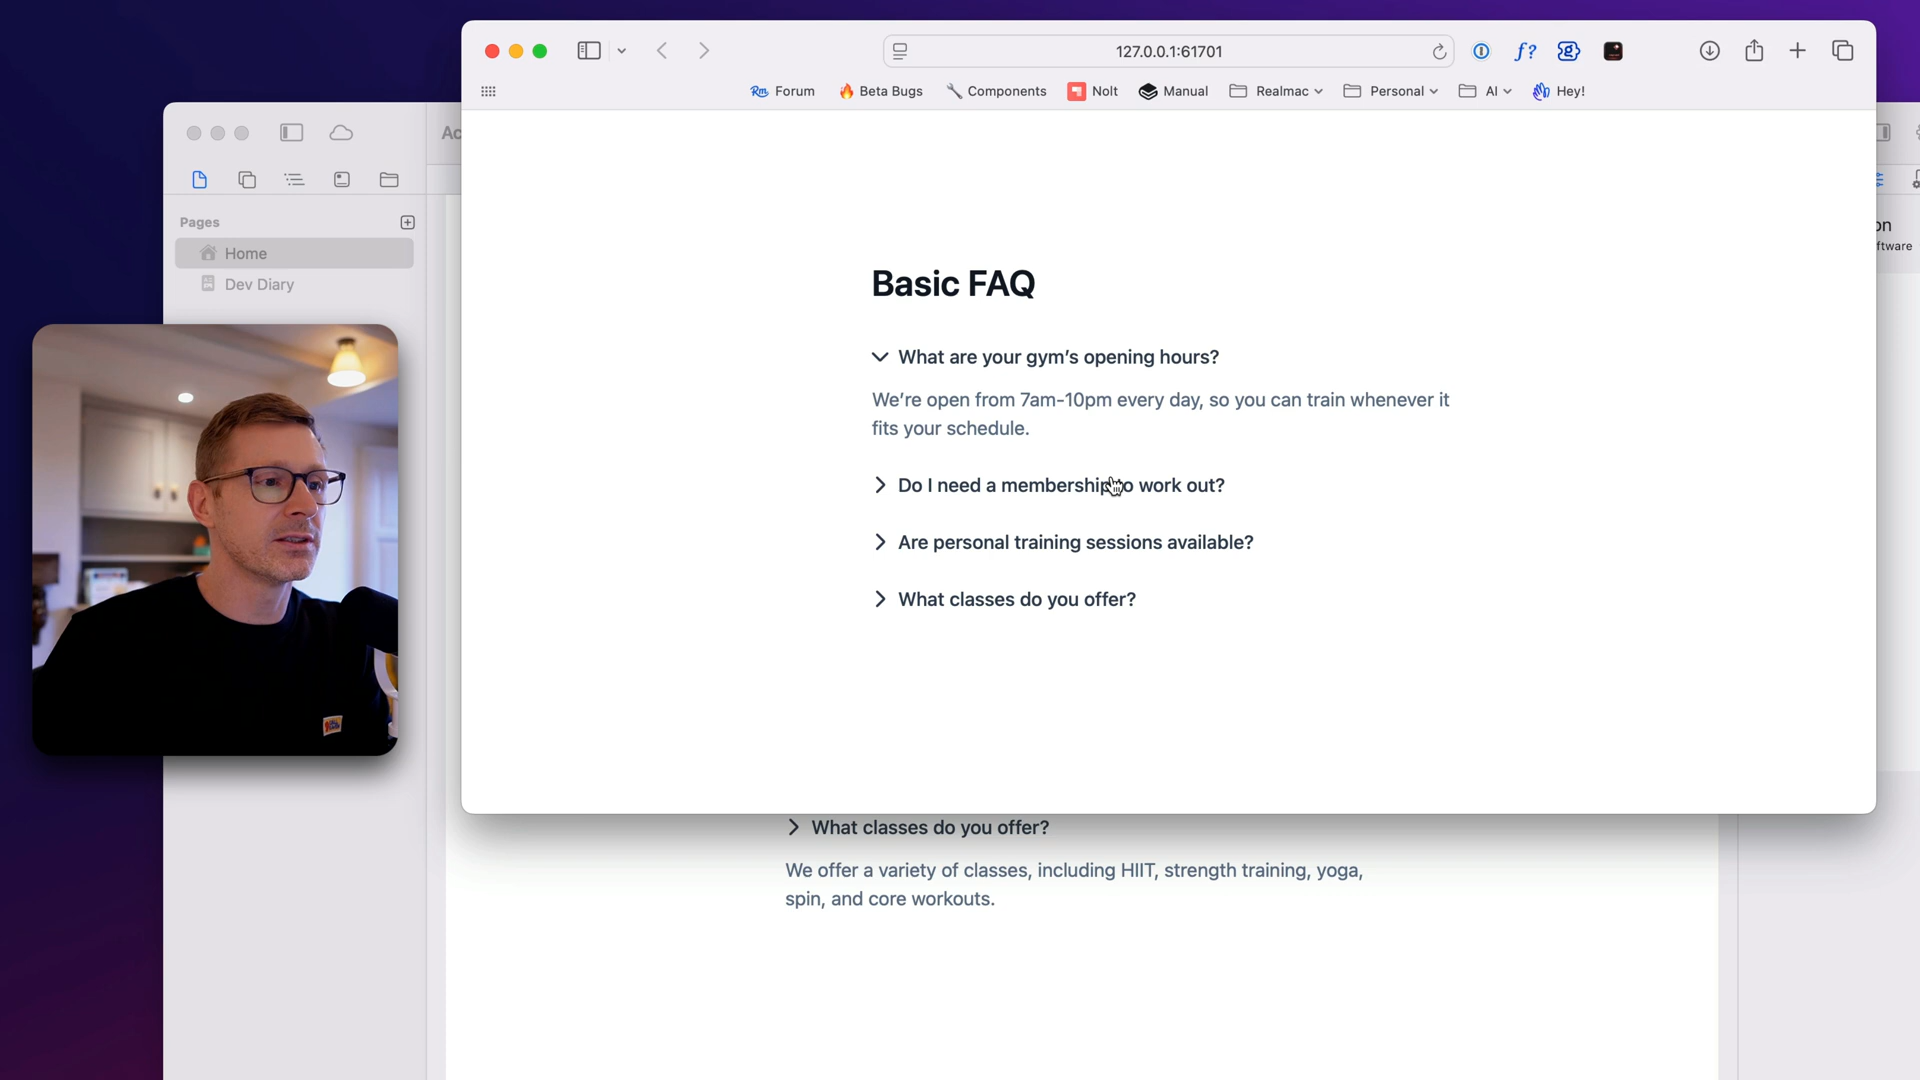 127.0.0.1:61701
Rm Forum
Beta Bugs
Components
Nolt
Manual
Realmac
Personal
AI
Hey!
Pages
Home
Dev Diary
Basic FAQ
What are your gym’s opening hours?
We’re open from 7am-10pm every day, so you can train whenever it
fits your schedule.
Do I need a membership to work out?
Are personal training sessions available?
What classes do you offer?
What classes do you offer?
We offer a variety of classes, including HIIT, strength training, yoga,
spin, and core workouts.